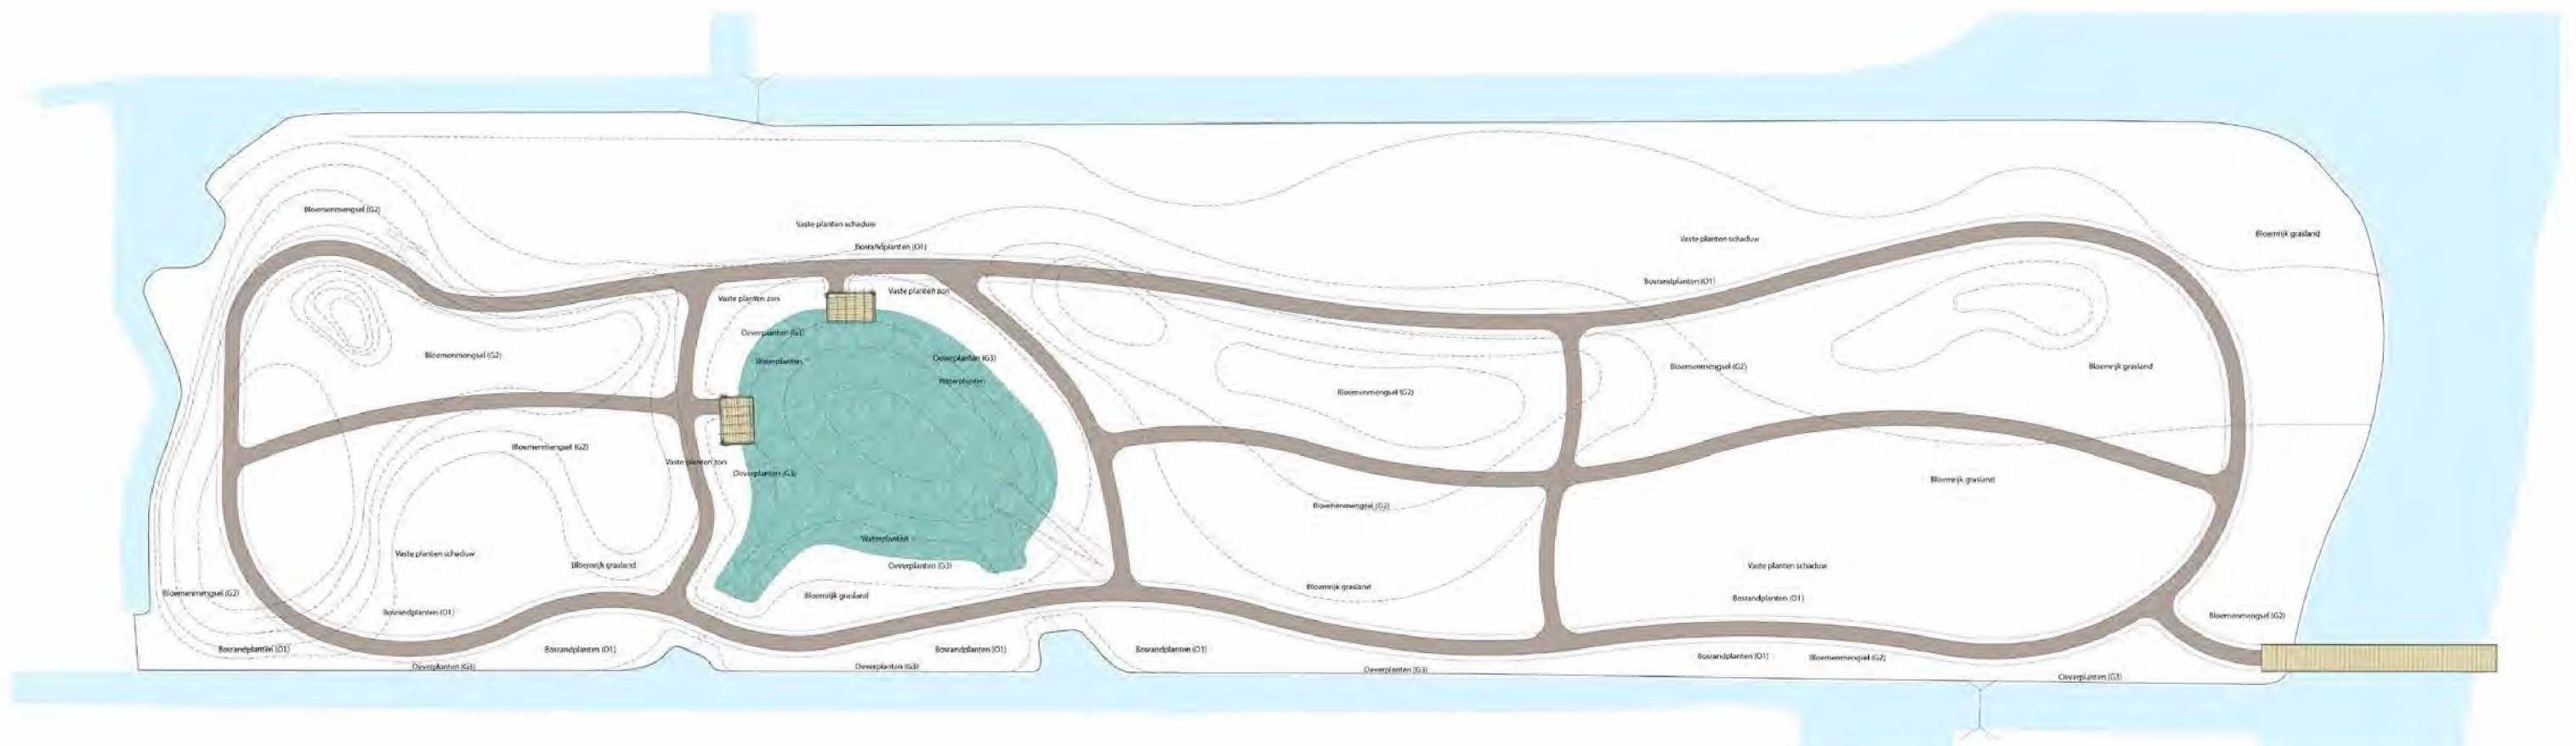 Bloemenmengsel (G2)
Vaste planten schaduw
Bosrandplanten (O1)
Vaste planten schaduw
Bloemrijk grasland
Bosrandplanten (O1)
Vaste planten zon
Vaste planten zon
Oeverplanten (G3)
Waterplanten
Oeverplanten (G3)
Waterplanten
Bloemenmengsel (G2)
Bloemenmengsel (G2)
Bloemenmengsel (G2)
Bloemrijk grasland
Bloemenmengsel (G2)
Vaste planten zon
Oeverplanten (G3)
Bloemrijk grasland
Bloemenmengsel (G2)
Waterplanten
Vaste planten schaduw
Bloemrijk grasland
Oeverplanten (G3)
Vaste planten schaduw
Bloemrijk grasland
Bloemenmengsel (G2)
Bloemrijk grasland
Bosrandplanten (O1)
Bosrandplanten (O1)
Bloemenmengsel (G2)
Bosrandplanten (O1)
Bosrandplanten (O1)
Bosrandplanten (O1)
Bosrandplanten (O1)
Bosrandplanten (O1)
Bloemenmengsel (G2)
Oeverplanten (G3)
Oeverplanten (G3)
Oeverplanten (G3)
Oeverplanten (G3)